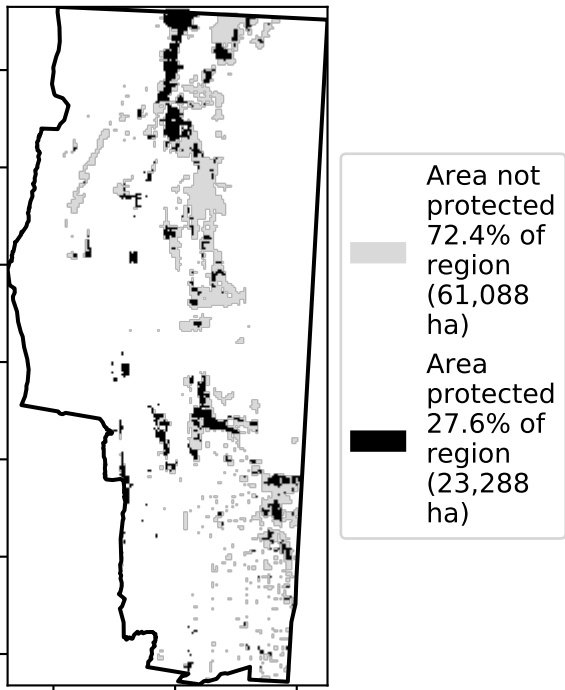 Area not
protected
72.4% of
region
(61,088
ha)
Area
protected
27.6% of
region
(23,288
ha)